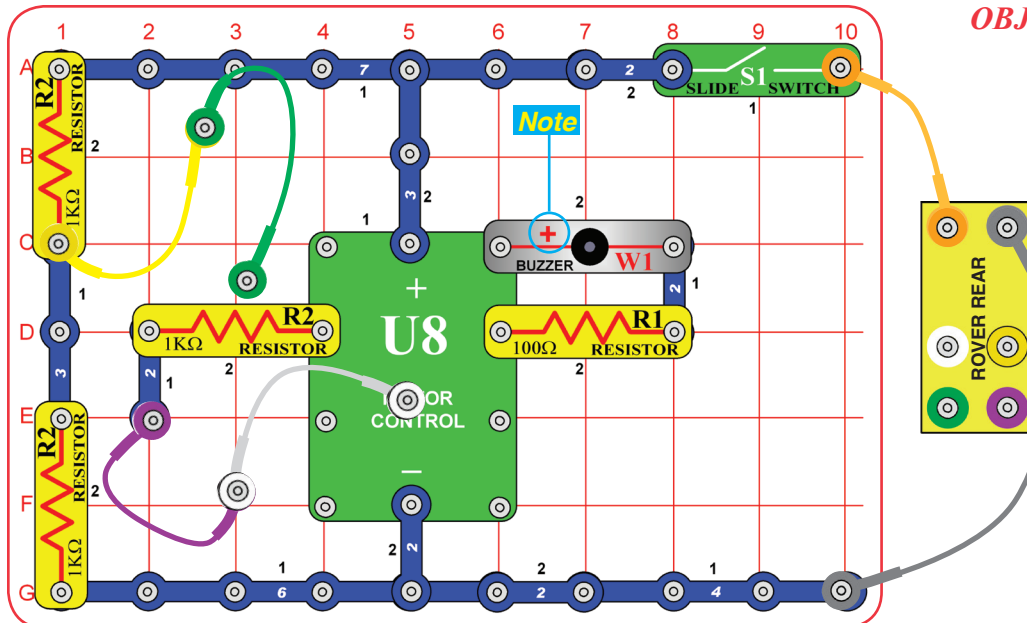 OBJ
1 2 3 4 5 6 7 8 9 10
A
B
C
D
E
F
G
R2
RESISTOR
1KΩ
2
7
1
2
2
S1
SLIDE SWITCH
1
Note
3
2
1
2
+
BUZZER
W1
2
1
1
3
R2
1KΩ
RESISTOR
2
2
1
+
U8
CONTROL
–
R1
100Ω
RESISTOR
2
ROVER REAR
R2
RESISTOR
1KΩ
2
2
2
1
6
2
2
1
4